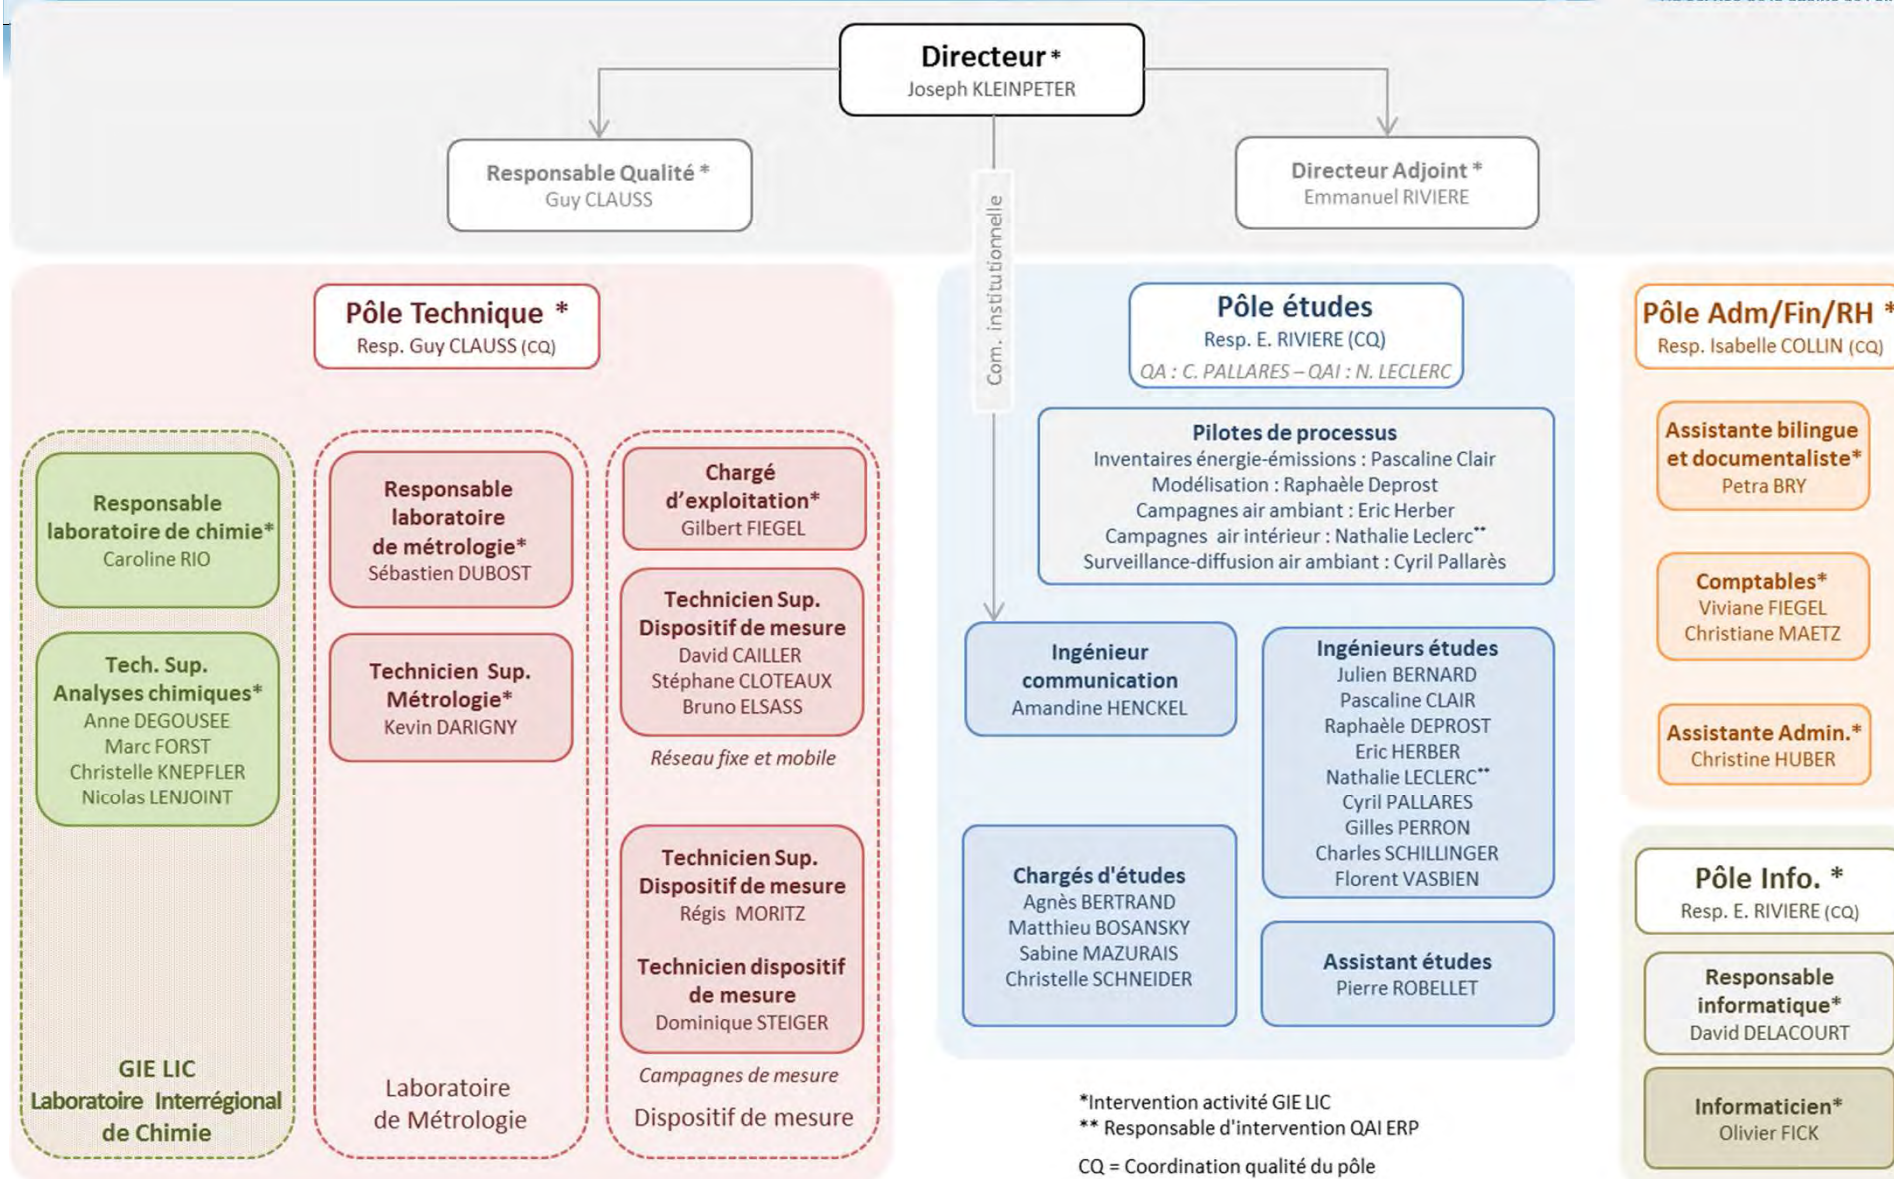 Directeur *
Joseph KLEINPETER
Responsable Qualité *
Guy CLAUSS
Directeur Adjoint *
Emmanuel RIVIERE
Com. institutionnelle
Pôle Technique *
Resp. Guy CLAUSS (CQ)
Responsable
laboratoire de chimie*
Caroline RIO
Tech. Sup.
Analyses chimiques*
Anne DEGOUSEE
Marc FORST
Christelle KNEPFLER
Nicolas LENJOINT
GIE LIC
Laboratoire Interrégional
de Chimie
Responsable
laboratoire
de métrologie*
Sébastien DUBOST
Technicien Sup.
Métrologie*
Kevin DARIGNY
Laboratoire
de Métrologie
Chargé
d'exploitation*
Gilbert FIEGEL
Technicien Sup.
Dispositif de mesure
David CAILLER
Stéphane CLOTEAUX
Bruno ELSASS
Réseau fixe et mobile
Technicien Sup.
Dispositif de mesure
Régis MORITZ
Technicien dispositif
de mesure
Dominique STEIGER
Campagnes de mesure
Dispositif de mesure
Pôle études
Resp. E. RIVIERE (CQ)
QA : C. PALLARES – QAI : N. LECLERC
Pilotes de processus
Inventaires énergie-émissions : Pascaline Clair
Modélisation : Raphaèle Deprost
Campagnes air ambiant : Eric Herber
Campagnes air intérieur : Nathalie Leclerc**
Surveillance-diffusion air ambiant : Cyril Pallarès
Ingénieur
communication
Amandine HENCKEL
Chargés d'études
Agnès BERTRAND
Matthieu BOSANSKY
Sabine MAZURAIS
Christelle SCHNEIDER
Ingénieurs études
Julien BERNARD
Pascaline CLAIR
Raphaèle DEPROST
Eric HERBER
Nathalie LECLERC**
Cyril PALLARES
Gilles PERRON
Charles SCHILLINGER
Florent VASBIEN
Assistant études
Pierre ROBELLET
*Intervention activité GIE LIC
** Responsable d'intervention QAI ERP
CQ = Coordination qualité du pôle
Pôle Adm/Fin/RH *
Resp. Isabelle COLLIN (CQ)
Assistante bilingue
et documentaliste*
Petra BRY
Comptables*
Viviane FIEGEL
Christiane MAETZ
Assistante Admin.*
Christine HUBER
Pôle Info. *
Resp. E. RIVIERE (CQ)
Responsable
informatique*
David DELACOURT
Informaticien*
Olivier FICK